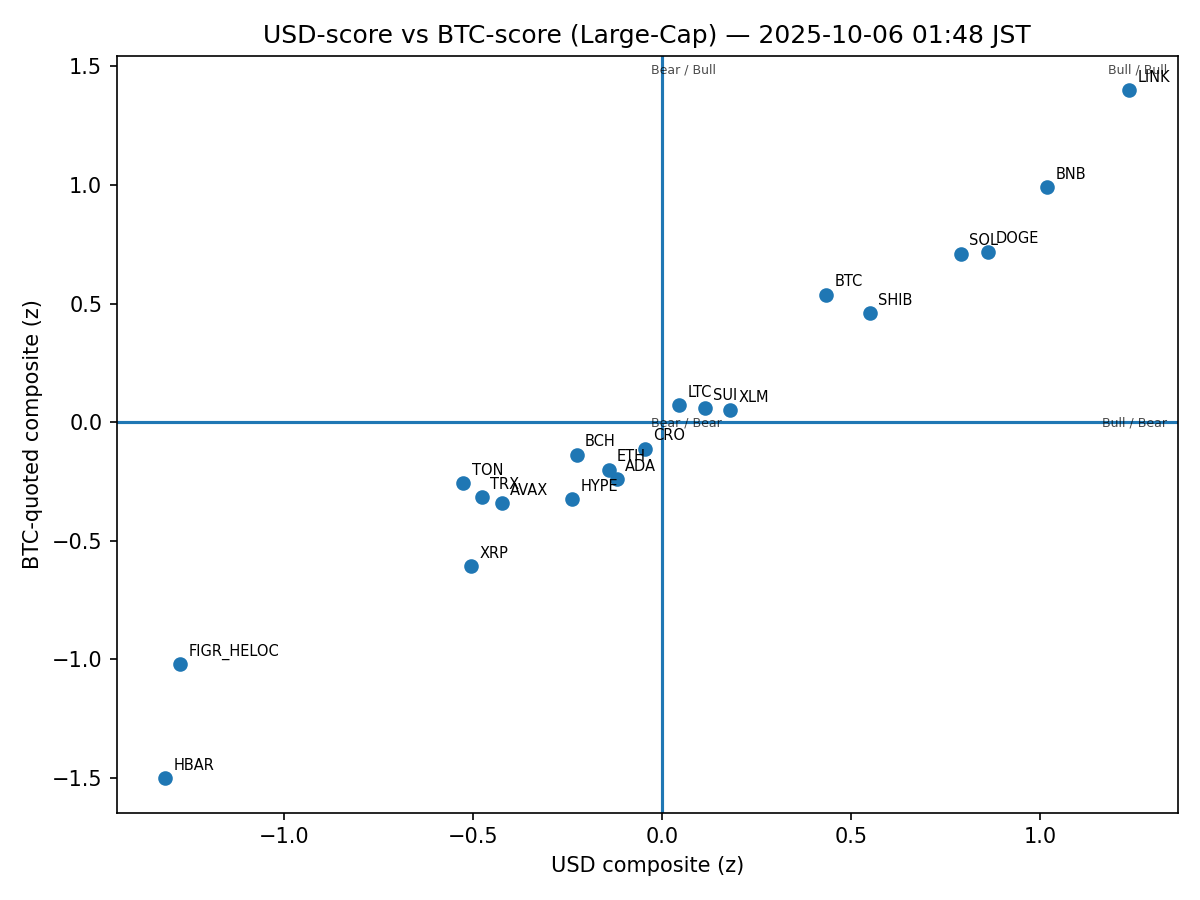 USD-score vs BTC-score (Large-Cap) — 2025-10-06 01:48 JST
1.5
Bear / Bull
Bull / Bull
LINK
BNB
1.0
SOL
DOGE
BTC
SHIB
0.5
LTC
SUI
XLM
0.0
Bear / Bear
Bull / Bear
CRO
BCH
ETH
ADA
TON
TRX
AVAX
HYPE
−0.5
XRP
FIGR_HELOC
−1.0
HBAR
−1.5
−1.0
−0.5
0.0
0.5
1.0
USD composite (z)
BTC-quoted composite (z)